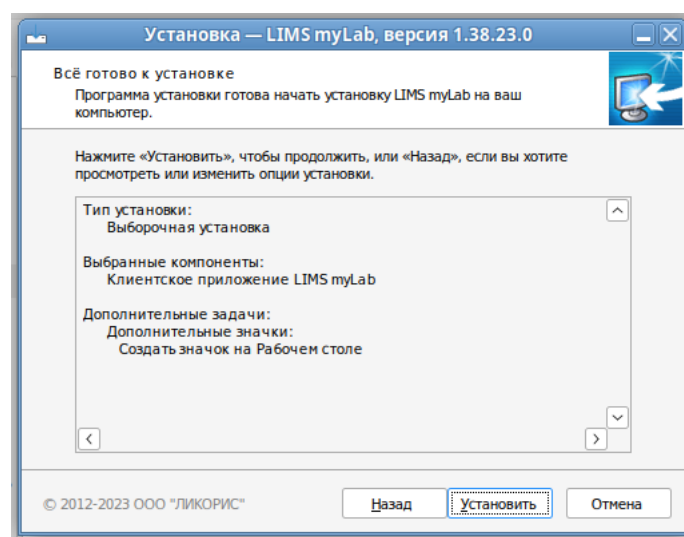 Установка — LIMS myLab, версия 1.38.23.0
Всё готово к установке
Программа установки готова начать установку LIMS myLab на ваш
компьютер.
Нажмите «Установить», чтобы продолжить, или «Назад», если вы хотите
просмотреть или изменить опции установки.
Тип установки:
Выборочная установка
Выбранные компоненты:
Клиентское приложение LIMS myLab
Дополнительные задачи:
Дополнительные значки:
Создать значок на Рабочем столе
© 2012-2023 ООО "ЛИКОРИС"
Назад
Установить
Отмена